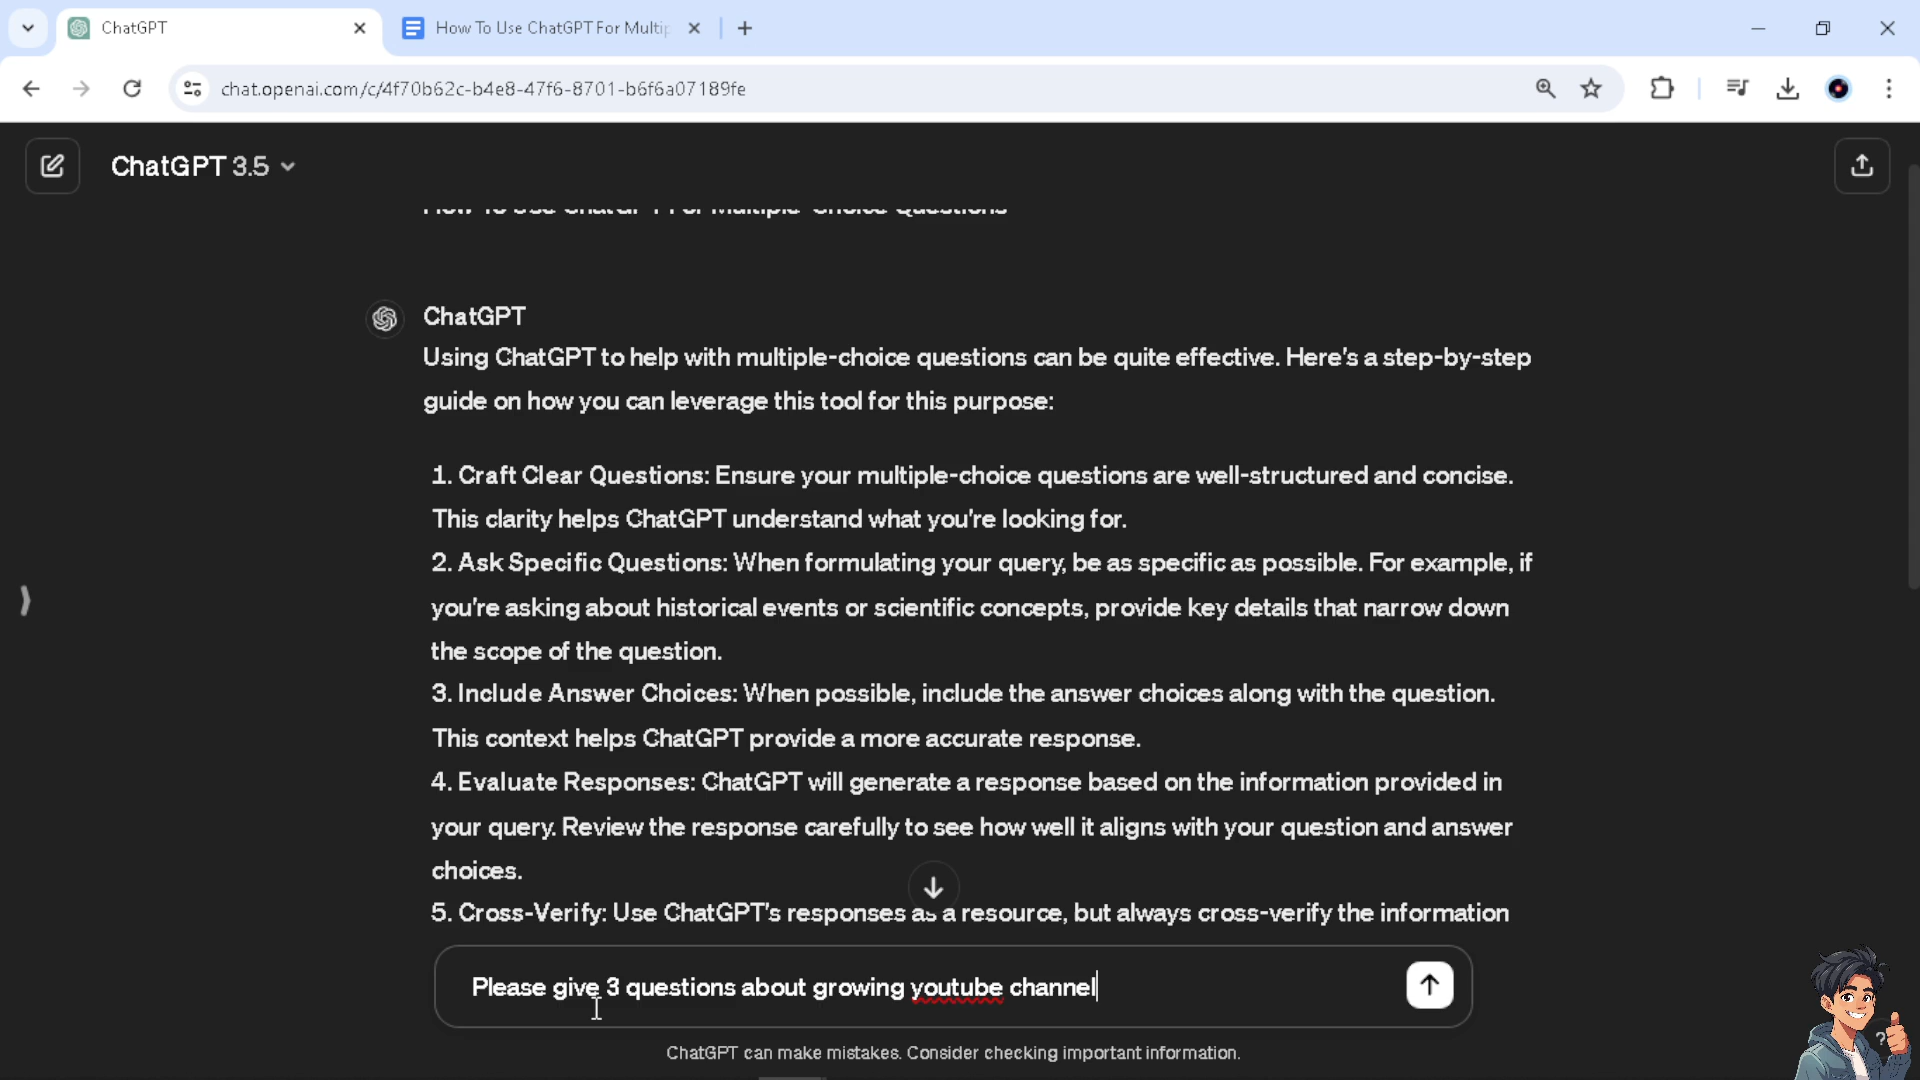 ChatGPT
How To Use ChatGPT For Multip
chat.openai.com/c/4f70b62c-b4e8-47f6-8701-b6f6a07189fe
ChatGPT 3.5
How To Use ChatGPT For Multiple-Choice Questions
ChatGPT
Using ChatGPT to help with multiple-choice questions can be quite effective. Here's a step-by-step
guide on how you can leverage this tool for this purpose:
1. Craft Clear Questions: Ensure your multiple-choice questions are well-structured and concise.
This clarity helps ChatGPT understand what you're looking for.
2. Ask Specific Questions: When formulating your query, be as specific as possible. For example, if
you're asking about historical events or scientific concepts, provide key details that narrow down
the scope of the question.
3. Include Answer Choices: When possible, include the answer choices along with the question.
This context helps ChatGPT provide a more accurate response.
4. Evaluate Responses: ChatGPT will generate a response based on the information provided in
your query. Review the response carefully to see how well it aligns with your question and answer
choices.
5. Cross-Verify: Use ChatGPT's responses as a resource, but always cross-verify the information
Please give 3 questions about growing youtube channel
ChatGPT can make mistakes. Consider checking important information.
?